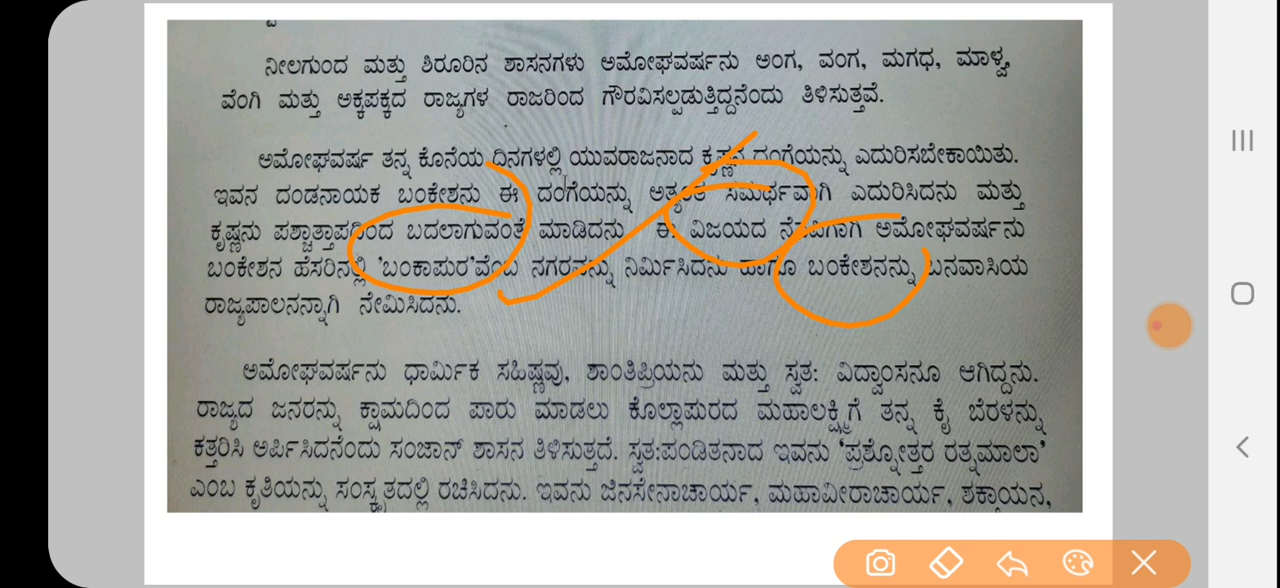 ನೀಲಗುಂದ ಮತ್ತು ಶಿರೂರಿನ ಶಾಸನಗಳು ಅಮೋಘವರ್ಷನು ಅಂಗ, ವಂಗ, ಮಗಧ, ಮಾಳ್ವ,
ವೆಂಗಿ ಮತ್ತು ಅಕ್ಕಪಕ್ಕದ ರಾಜ್ಯಗಳ ರಾಜರಿಂದ ಗೌರವಿಸಲ್ಪಡುತ್ತಿದ್ದನೆಂದು ತಿಳಿಸುತ್ತವೆ.
ಅಮೋಘವರ್ಷ ತನ್ನ ಕೊನೆಯ ದಿನಗಳಲ್ಲಿ ಯುವರಾಜನಾದ ಕೃಷ್ಣನ ದಂಗೆಯನ್ನು ಎದುರಿಸಬೇಕಾಯಿತು.
ಇವನ ದಂಡನಾಯಕ ಬಂಕೇಶನು ಈ ದಂಗೆಯನ್ನು ಅತ್ಯಂತ ಸಮರ್ಥವಾಗಿ ಎದುರಿಸಿದನು ಮತ್ತು
ಕೃಷ್ಣನು ಪಶ್ಚಾತ್ತಾಪದಿಂದ ಬದಲಾಗುವಂತೆ ಮಾಡಿದನು. ಈ ವಿಜಯದ ನೆನಪಿಗಾಗಿ ಅಮೋಘವರ್ಷನು
ಬಂಕೇಶನ ಹೆಸರಿನಲ್ಲಿ 'ಬಂಕಾಪುರ'ವೆಂಬ ನಗರವನ್ನು ನಿರ್ಮಿಸಿದನು ಹಾಗೂ ಬಂಕೇಶನನ್ನು ಬನವಾಸಿಯ
ರಾಜ್ಯಪಾಲನನ್ನಾಗಿ ನೇಮಿಸಿದನು.
ಅಮೋಘವರ್ಷನು ಧಾರ್ಮಿಕ ಸಹಿಷ್ಣುವು, ಶಾಂತಿಪ್ರಿಯನು ಮತ್ತು ಸ್ವತ: ವಿದ್ವಾಂಸನೂ ಆಗಿದ್ದನು.
ರಾಜ್ಯದ ಜನರನ್ನು ಕ್ಷಾಮದಿಂದ ಪಾರು ಮಾಡಲು ಕೊಲ್ಲಾಪುರದ ಮಹಾಲಕ್ಷ್ಮಿಗೆ ತನ್ನ ಕೈ ಬೆರಳನ್ನು
ಕತ್ತರಿಸಿ ಅರ್ಪಿಸಿದನೆಂದು ಸಂಜಾನ್ ಶಾಸನ ತಿಳಿಸುತ್ತದೆ. ಸ್ವತ:ಪಂಡಿತನಾದ ಇವನು 'ಪ್ರಶ್ನೋತ್ತರ ರತ್ನಮಾಲಾ'
ಎಂಬ ಕೃತಿಯನ್ನು ಸಂಸ್ಕೃತದಲ್ಲಿ ರಚಿಸಿದನು. ಇವನು ಜಿನಸೇನಾಚಾರ್ಯ, ಮಹಾವೀರಾಚಾರ್ಯ, ಶಕ್ತಾಯನ,